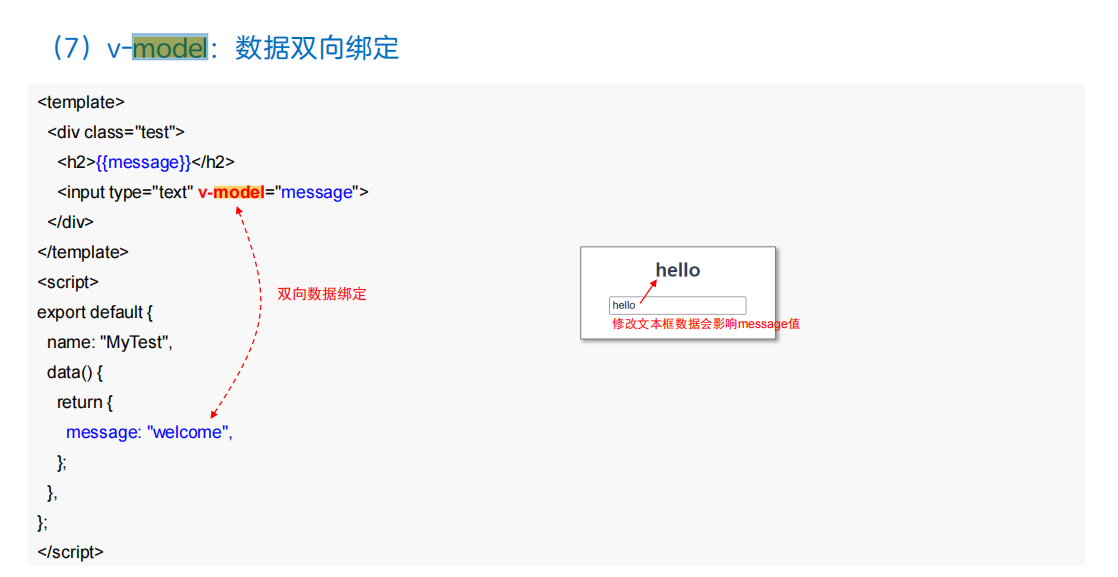 （7）v-model：数据双向绑定
<template>
<div class="test">
<h2>{{message}}</h2>
<input type="text" v-model="message">
</div>
</template>
<script>
export default {
name: "MyTest",
data() {
return {
message: "welcome",
};
},
};
</script>
双向数据绑定
hello
hello
修改文本框数据会影响message值